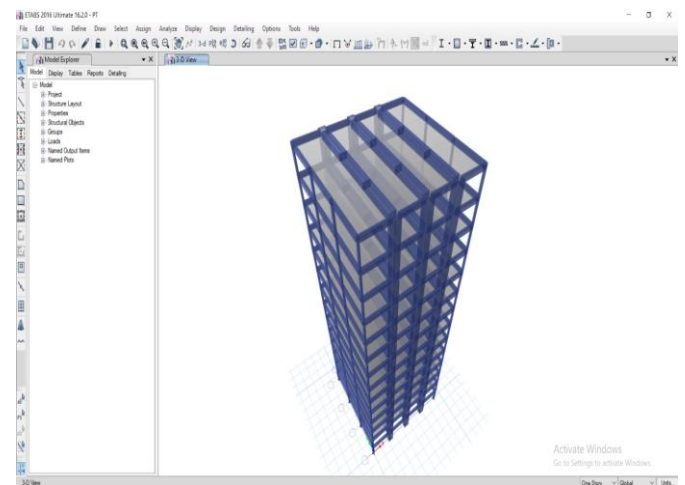 ETABS 2016 Ultimate 16.2.0 - PT
File Edit View Define Draw Select Assign Analyze Display Design Detailing Options Tools Help
Model Explorer
3-D View
Model Display Tables Reports Detailing
Model
Project
Structure Layout
Properties
Structural Objects
Groups
Loads
Named Output Items
Named Plots
Activate Windows
Go to Settings to activate Windows.
3-D View
One Story
Global
Units...